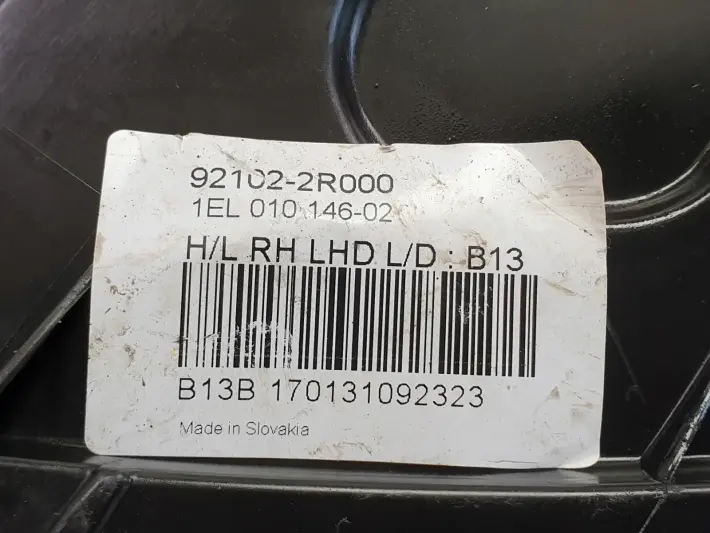 92102-2R000
1EL 010 146-02
H/L RH LHD L/D : B13
B13B 170131092323
Made in Slovakia